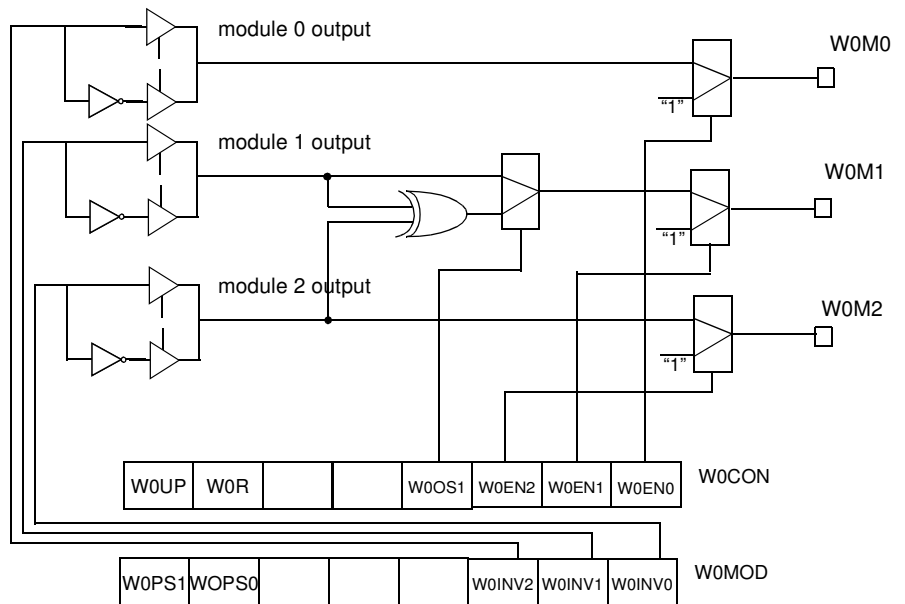 module 0 output
W0M0
“1”
module 1 output
W0M1
“1”
module 2 output
W0M2
“1”
W0UP W0R W0OS1 W0EN2 W0EN1 W0EN0 W0CON
W0PS1 WOPS0 W0INV2 W0INV1 W0INV0 W0MOD